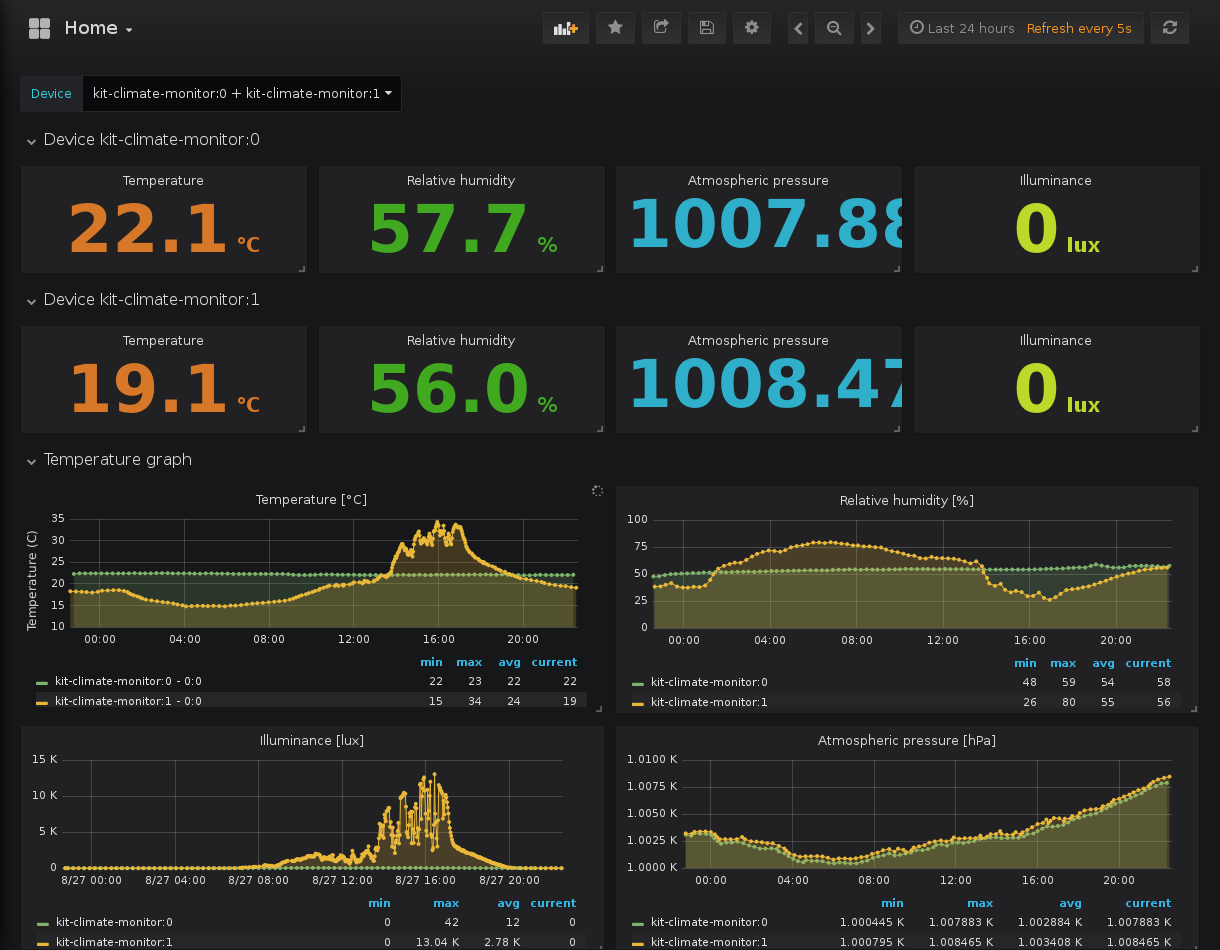 Home
Last 24 hours Refresh every 5s
Device kit-climate-monitor:0 + kit-climate-monitor:1
Device kit-climate-monitor:0
Temperature Relative humidity Atmospheric pressure Illuminance
22.1 °C 57.7 % 1007.88 0 lux
Device kit-climate-monitor:1
Temperature Relative humidity Atmospheric pressure Illuminance
19.1 °C 56.0 % 1008.47 0 lux
Temperature graph
Temperature [°C]
Temperature (C)
35
30
25
20
15
10
00:00 04:00 08:00 12:00 16:00 20:00
min max avg current
kit-climate-monitor:0 - 0:0 22 23 22 22
kit-climate-monitor:1 - 0:0 15 34 24 19
Relative humidity [%]
100
75
50
25
0
00:00 04:00 08:00 12:00 16:00 20:00
min max avg current
kit-climate-monitor:0 48 59 54 58
kit-climate-monitor:1 26 80 55 56
Illuminance [lux]
15 K
10 K
5 K
0
8/27 00:00 8/27 04:00 8/27 08:00 8/27 12:00 8/27 16:00 8/27 20:00
min max avg current
kit-climate-monitor:0 0 42 12 0
kit-climate-monitor:1 0 13.04 K 2.78 K 0
Atmospheric pressure [hPa]
1.0100 K
1.0075 K
1.0050 K
1.0025 K
1.0000 K
00:00 04:00 08:00 12:00 16:00 20:00
min max avg current
kit-climate-monitor:0 1.000445 K 1.007883 K 1.002884 K 1.007883 K
kit-climate-monitor:1 1.000795 K 1.008465 K 1.003408 K 1.008465 K